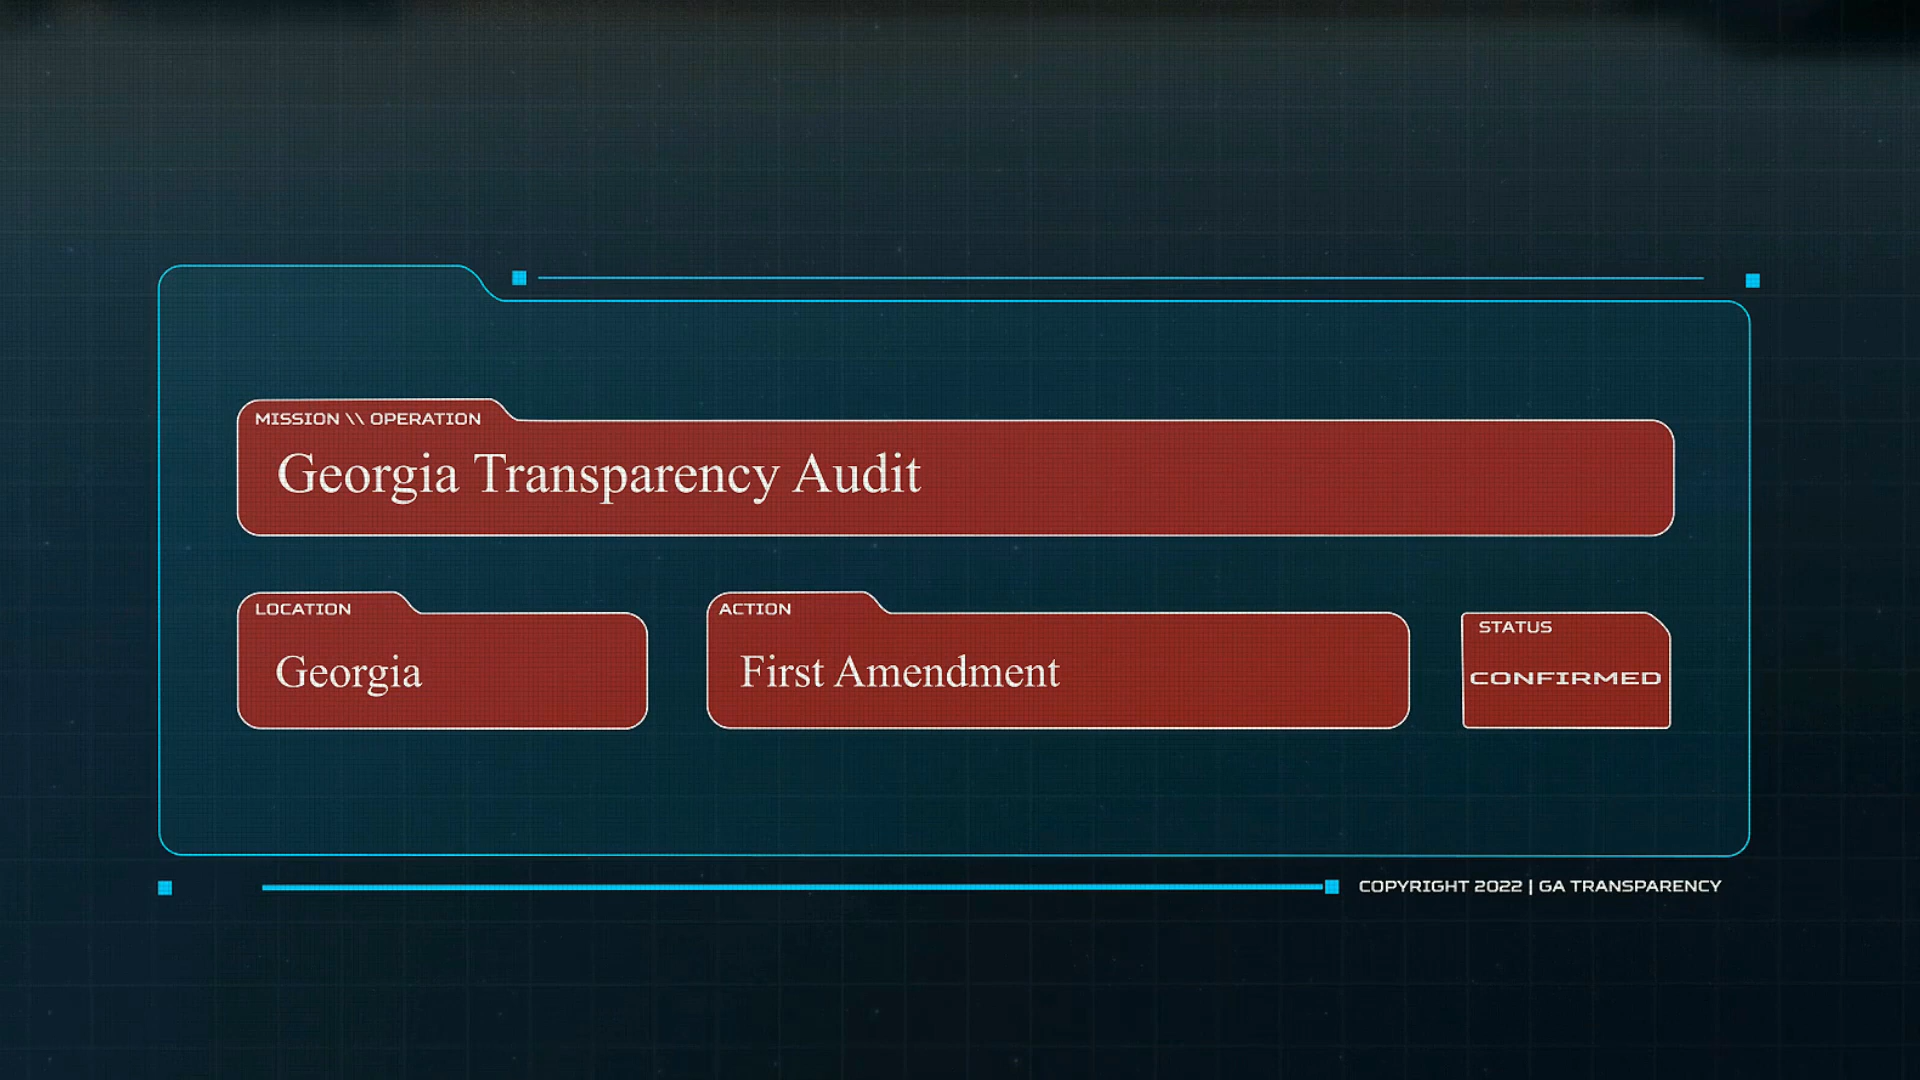 MISSION \\ OPERATION
Georgia Transparency Audit
LOCATION
Georgia
ACTION
First Amendment
STATUS
CONFIRMED
COPYRIGHT 2022 | GA TRANSPARENCY